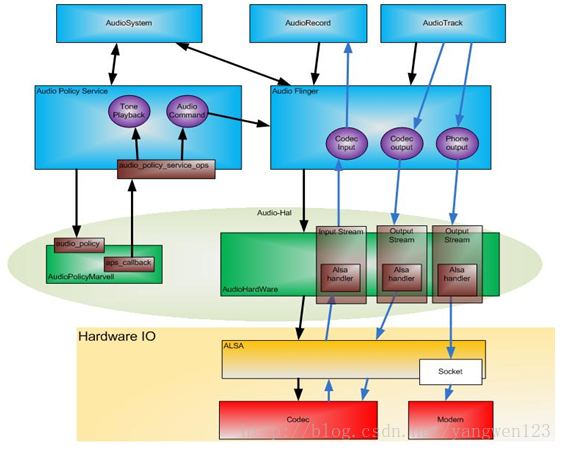 AudioSystem
AudioRecord
AudioTrack
Audio Policy Service
Audio Flinger
Tone
Playback
Audio
Command
Codec
Input
Codec
output
Phone
output
audio_policy_service_ops
Audio-Hal
audio_policy
aps_callback
AudioPolicyMarvell
Input Stream
Output
Stream
Output
Stream
Alsa
handler
Alsa
handler
Alsa
handler
AudioHardWare
Hardware IO
ALSA
Socket
Codec
Modem
http://blog.csdn.net/yangwen123